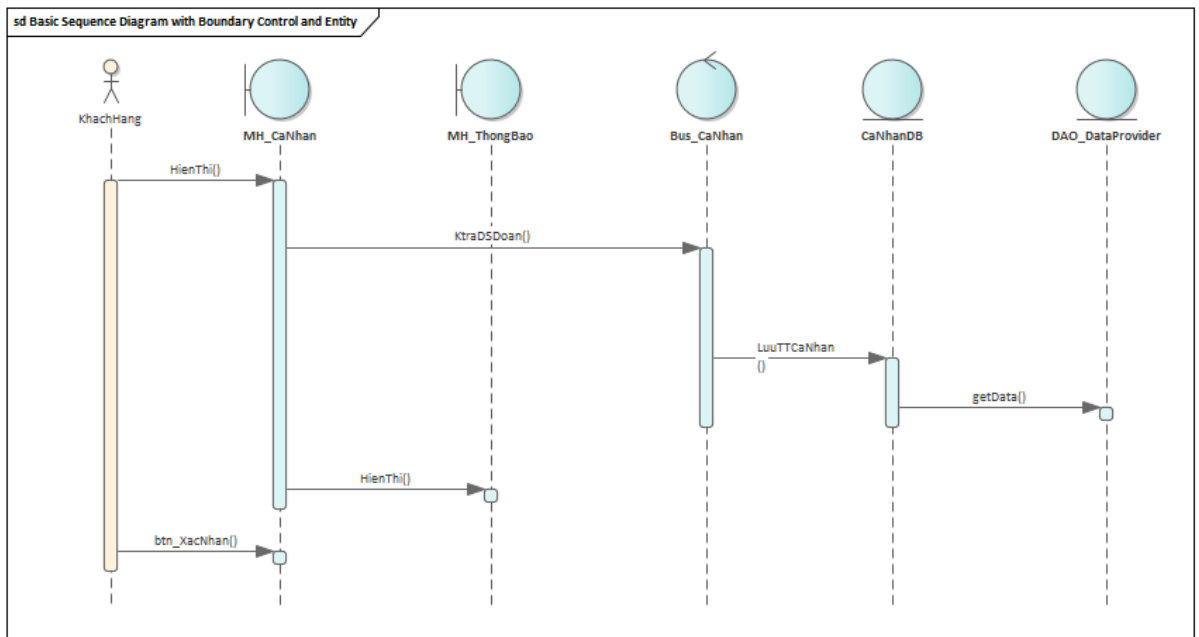 sd Basic Sequence Diagram with Boundary Control and Entity
KhachHang
MH_CaNhan
MH_ThongBao
Bus_CaNhan
CaNhanDB
DAO_DataProvider
HienThi()
KtraDSDoan()
LuuTTCaNhan
()
getData()
HienThi()
btn_XacNhan()